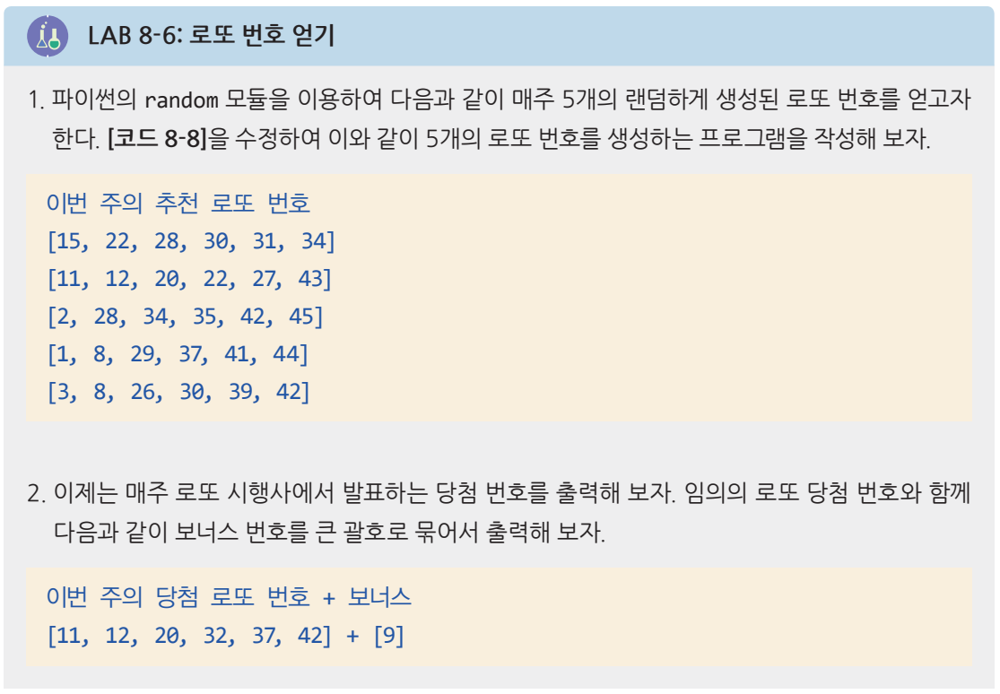 LAB 8-6: 로또 번호 얻기
1. 파이썬의 random 모듈을 이용하여 다음과 같이 매주 5개의 랜덤하게 생성된 로또 번호를 얻고자
한다. [코드 8-8]을 수정하여 이와 같이 5개의 로또 번호를 생성하는 프로그램을 작성해 보자.
이번 주의 추천 로또 번호
[15, 22, 28, 30, 31, 34]
[11, 12, 20, 22, 27, 43]
[2, 28, 34, 35, 42, 45]
[1, 8, 29, 37, 41, 44]
[3, 8, 26, 30, 39, 42]
2. 이제는 매주 로또 시행사에서 발표하는 당첨 번호를 출력해 보자. 임의의 로또 당첨 번호와 함께
다음과 같이 보너스 번호를 큰 괄호로 묶어서 출력해 보자.
이번 주의 당첨 로또 번호 + 보너스
[11, 12, 20, 32, 37, 42] + [9]